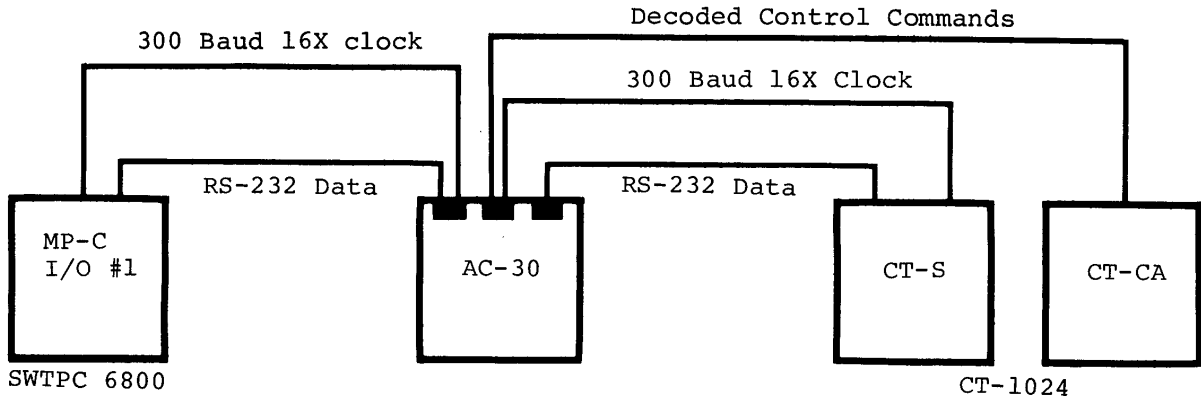 Decoded Control Commands
300 Baud 16X clock
300 Baud 16X Clock
RS-232 Data
RS-232 Data
MP-C
I/O #1
AC-30
CT-S
CT-CA
SWTPC 6800
CT-1024